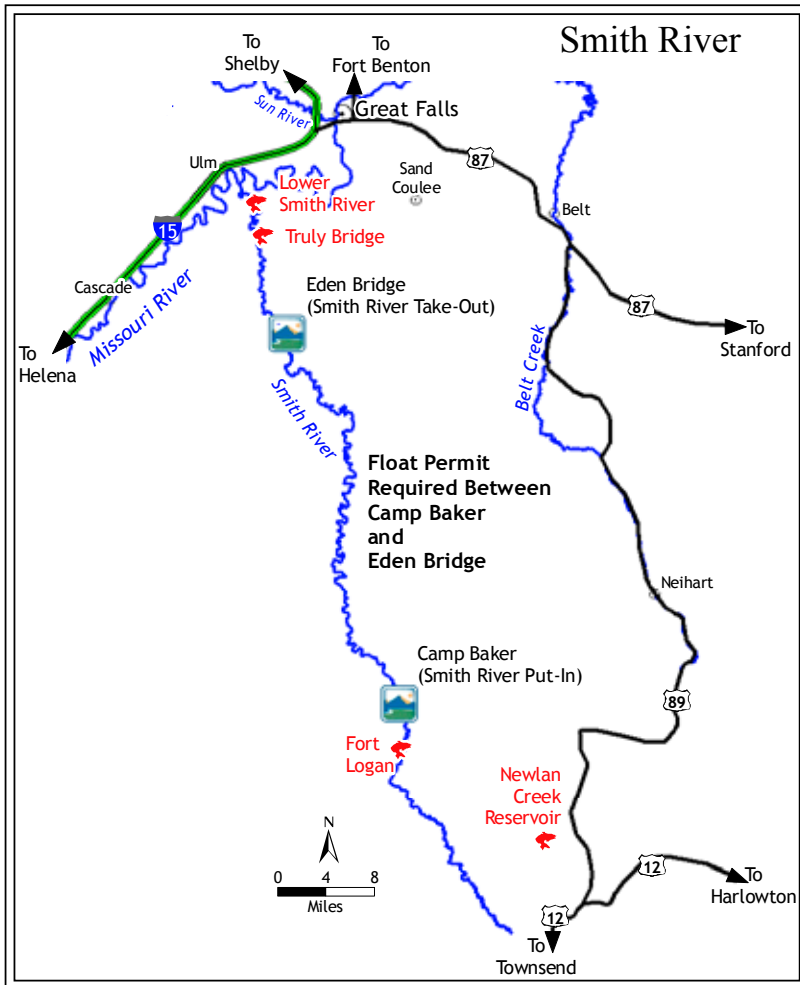 Smith River
To
Shelby
To
Fort Benton
Sun River
Great Falls
87
Ulm
Sand
Coulee
Lower
Smith River
Belt
Truly Bridge
15
Eden Bridge
(Smith River Take-Out)
Cascade
Missouri River
87
To
Stanford
To
Helena
Belt Creek
Smith River
Float Permit
Required Between
Camp Baker
and
Eden Bridge
Neihart
Camp Baker
(Smith River Put-In)
89
Fort
Logan
Newlan
Creek
Reservoir
N
0 4 8
Miles
12
To
Harlowton
12
To
Townsend